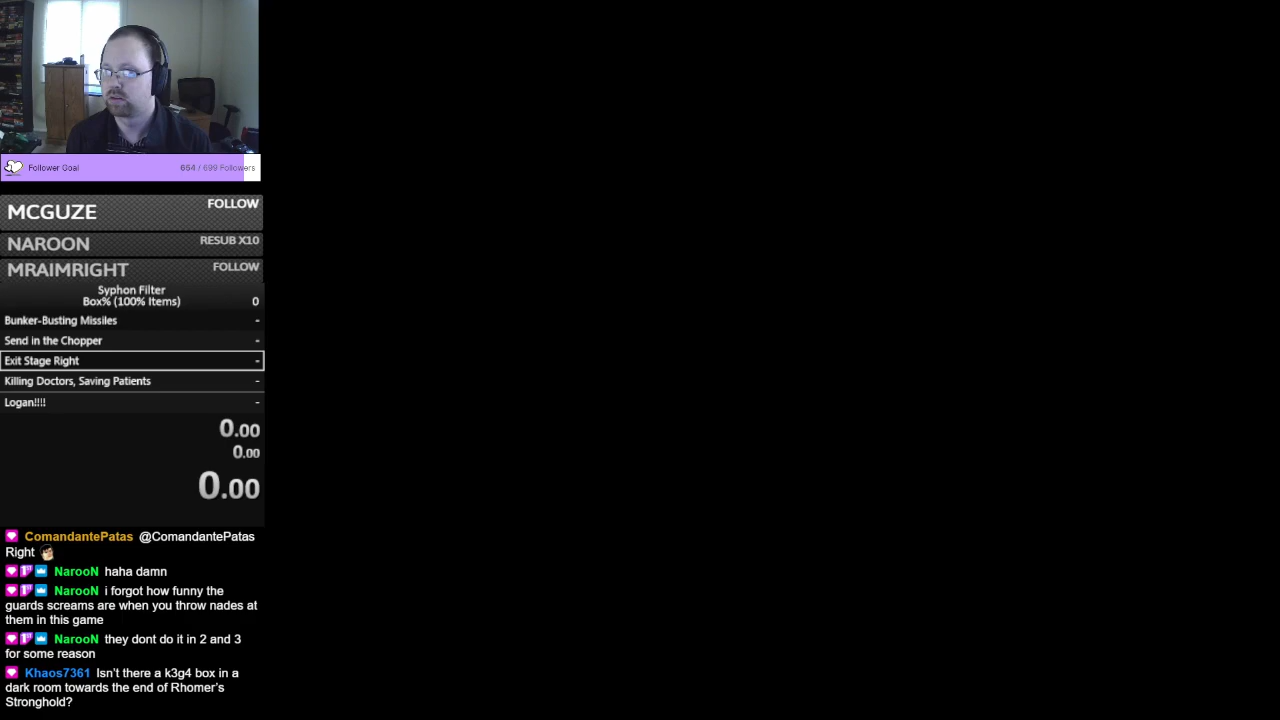 Follower Goal 664 / 699 Followers
MCGUZE FOLLOW
NAROON RESUB X10
MRAIMRIGHT FOLLOW
Syphon Filter
Box% (100% Items) 0
Bunker-Busting Missiles -
Send in the Chopper -
Exit Stage Right -
Killing Doctors, Saving Patients -
Logan!!!! -
0.00
0.00
0.00
ComandantePatas @ComandantePatas
Right
NarooN haha damn
NarooN i forgot how funny the
guards screams are when you throw nades at
them in this game
NarooN they dont do it in 2 and 3
for some reason
Khaos7361 Isn't there a k3g4 box in a
dark room towards the end of Rhomer's
Stronghold?